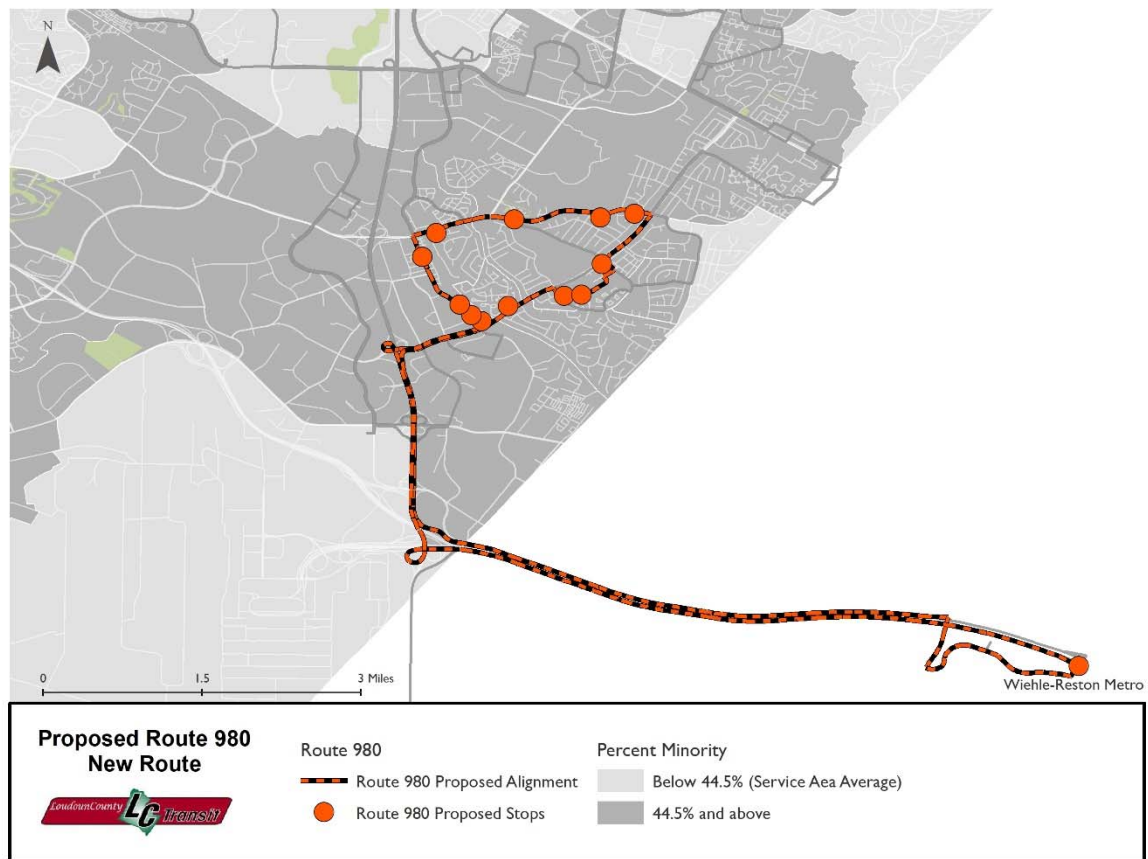 N
0
1.5
3 Miles
Wiehle-Reston Metro
Proposed Route 980
New Route
LoudounCounty LC Transit
Route 980
Route 980 Proposed Alignment
Route 980 Proposed Stops
Percent Minority
Below 44.5% (Service Aea Average)
44.5% and above